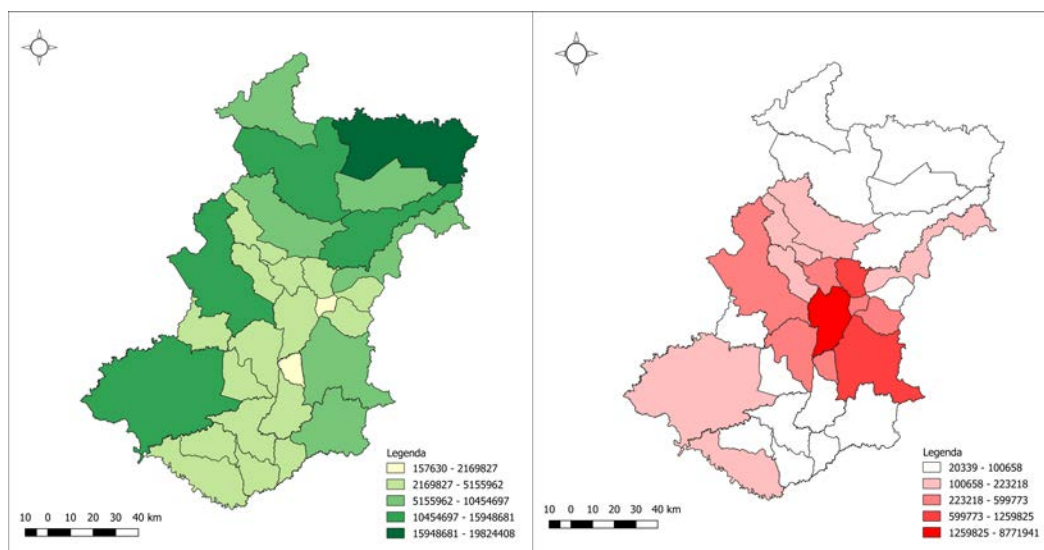 Legenda
157630 - 2169827
2169827 - 5155962
5155962 - 10454697
10454697 - 15948681
15948681 - 19824408
10 0 10 20 30 40 km
Legenda
20339 - 100658
100658 - 223218
223218 - 599773
599773 - 1259825
1259825 - 8771941
10 0 10 20 30 40 km